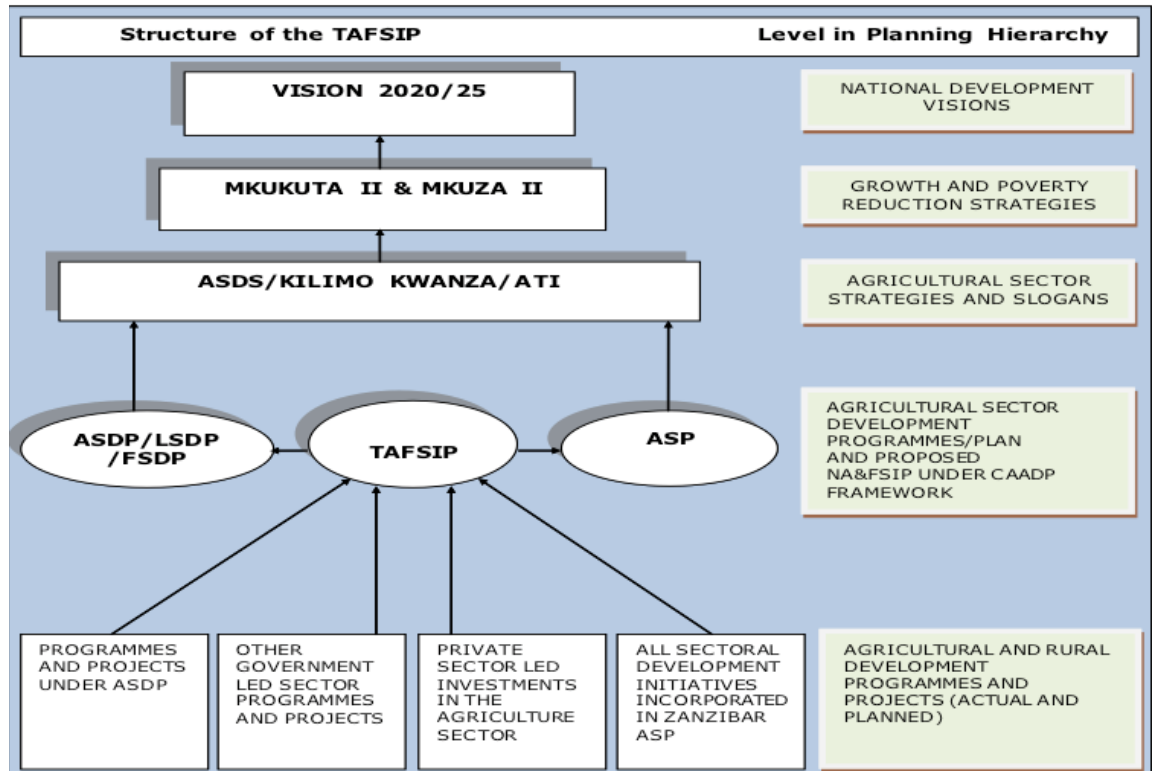 Structure of the TAFSIP
Level in Planning Hierarchy
VISION 2020/25
NATIONAL DEVELOPMENT
VISIONS
MKUKUTA II & MKUZA II
GROWTH AND POVERTY
REDUCTION STRATEGIES
ASDS/KILIMO KWANZA/ATI
AGRICULTURAL SECTOR
STRATEGIES AND SLOGANS
ASDP/LSDP
/FSDP
TAFSIP
ASP
AGRICULTURAL SECTOR
DEVELOPMENT
PROGRAMMES/PLAN
AND PROPOSED
NA&FSIP UNDER CAADP
FRAMEWORK
PROGRAMMES
AND PROJECTS
UNDER ASDP
OTHER
GOVERNMENT
LED SECTOR
PROGRAMMES
AND PROJECTS
PRIVATE
SECTOR LED
INVESTMENTS
IN THE
AGRICULTURE
SECTOR
ALL SECTORAL
DEVELOPMENT
INITIATIVES
INCORPORATED
IN ZANZIBAR
ASP
AGRICULTURAL AND RURAL
DEVELOPMENT
PROGRAMMES AND
PROJECTS (ACTUAL AND
PLANNED)